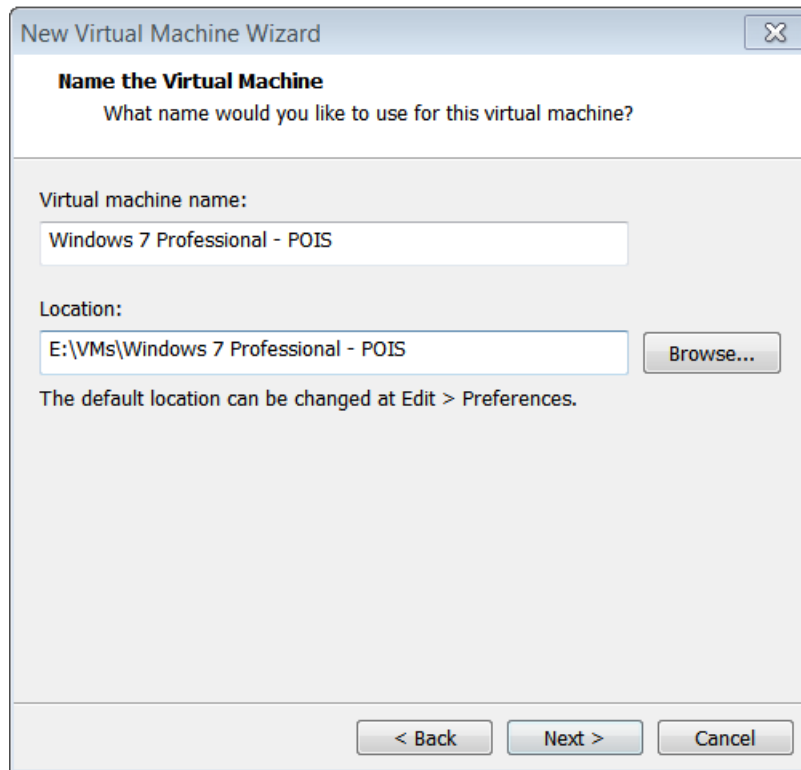 New Virtual Machine Wizard
Name the Virtual Machine
What name would you like to use for this virtual machine?
Virtual machine name:
Windows 7 Professional - POIS
Location:
E:\VMs\Windows 7 Professional - POIS
Browse...
The default location can be changed at Edit > Preferences.
< Back Next > Cancel